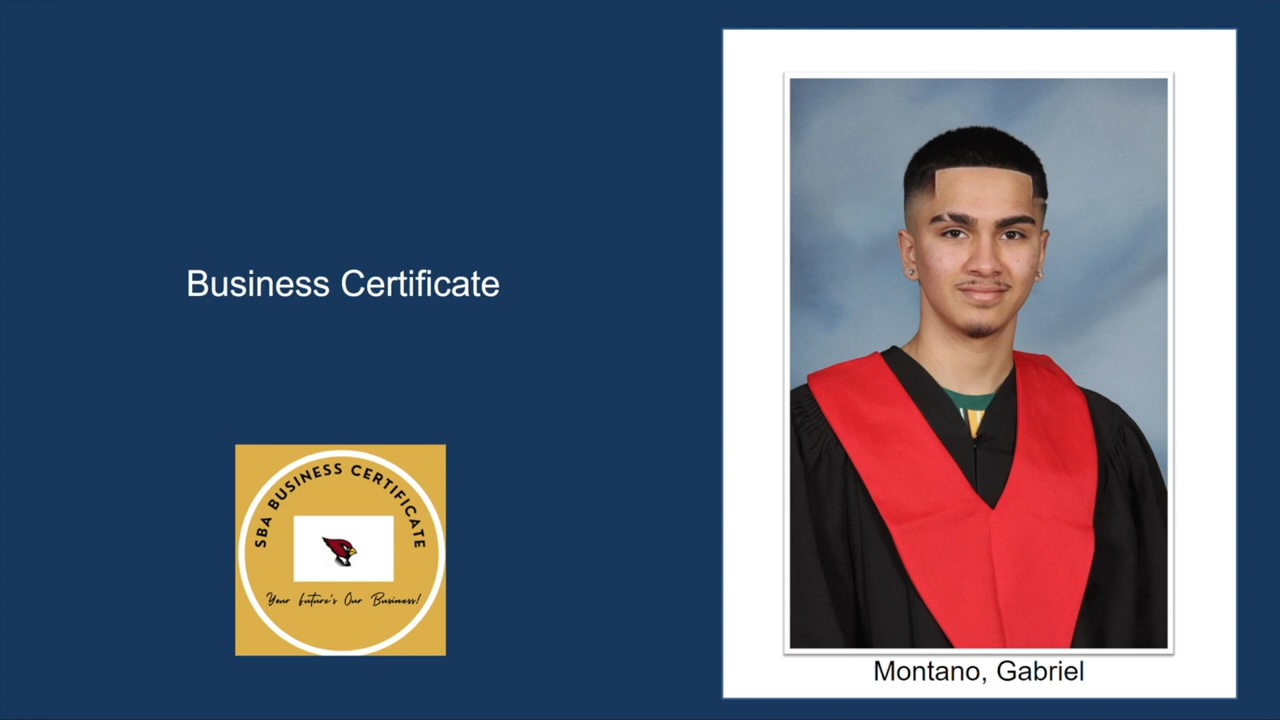 Business Certificate
SBA BUSINESS CERTIFICATE
Your Future's Our Business!
Montano, Gabriel